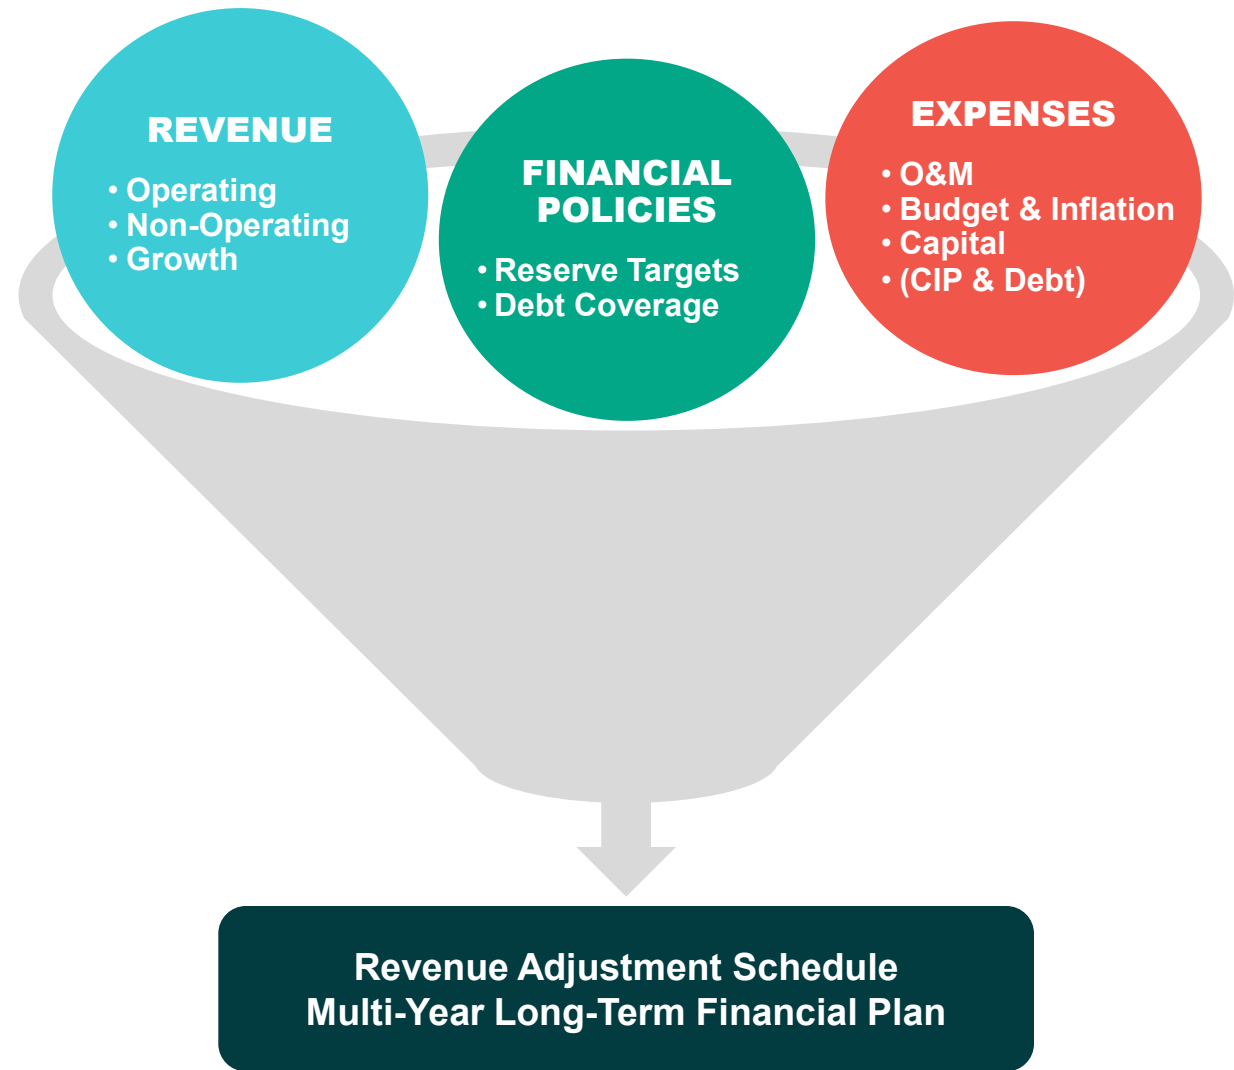 REVENUE
• Operating
• Non-Operating
• Growth
FINANCIAL
POLICIES
• Reserve Targets
• Debt Coverage
EXPENSES
• O&M
• Budget & Inflation
• Capital
• (CIP & Debt)
Revenue Adjustment Schedule
Multi-Year Long-Term Financial Plan